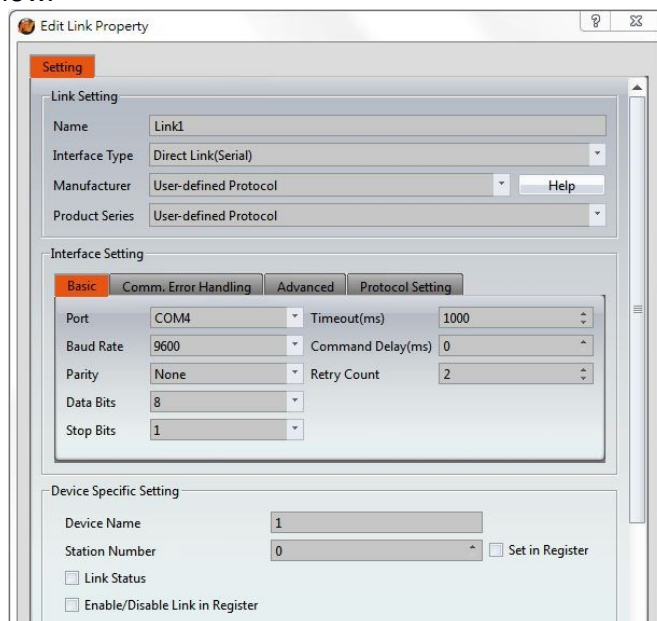 Edit Link Property
Setting
Link Setting
Name Link1
Interface Type Direct Link(Serial)
Manufacturer User-defined Protocol Help
Product Series User-defined Protocol
Interface Setting
Basic Comm. Error Handling Advanced Protocol Setting
Port COM4 Timeout(ms) 1000
Baud Rate 9600 Command Delay(ms) 0
Parity None Retry Count 2
Data Bits 8
Stop Bits 1
Device Specific Setting
Device Name 1
Station Number 0 Set in Register
Link Status
Enable/Disable Link in Register